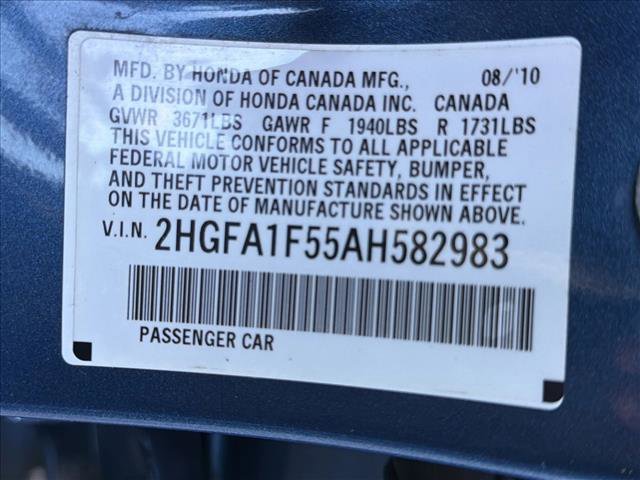 MFD. BY HONDA OF CANADA MFG., 08/'10
A DIVISION OF HONDA CANADA INC. CANADA
GVWR 3671LBS GAWR F 1940LBS R 1731LBS
THIS VEHICLE CONFORMS TO ALL APPLICABLE
FEDERAL MOTOR VEHICLE SAFETY, BUMPER,
AND THEFT PREVENTION STANDARDS IN EFFECT
ON THE DATE OF MANUFACTURE SHOWN ABOVE.
V.I.N. 2HGFA1F55AH582983
PASSENGER CAR